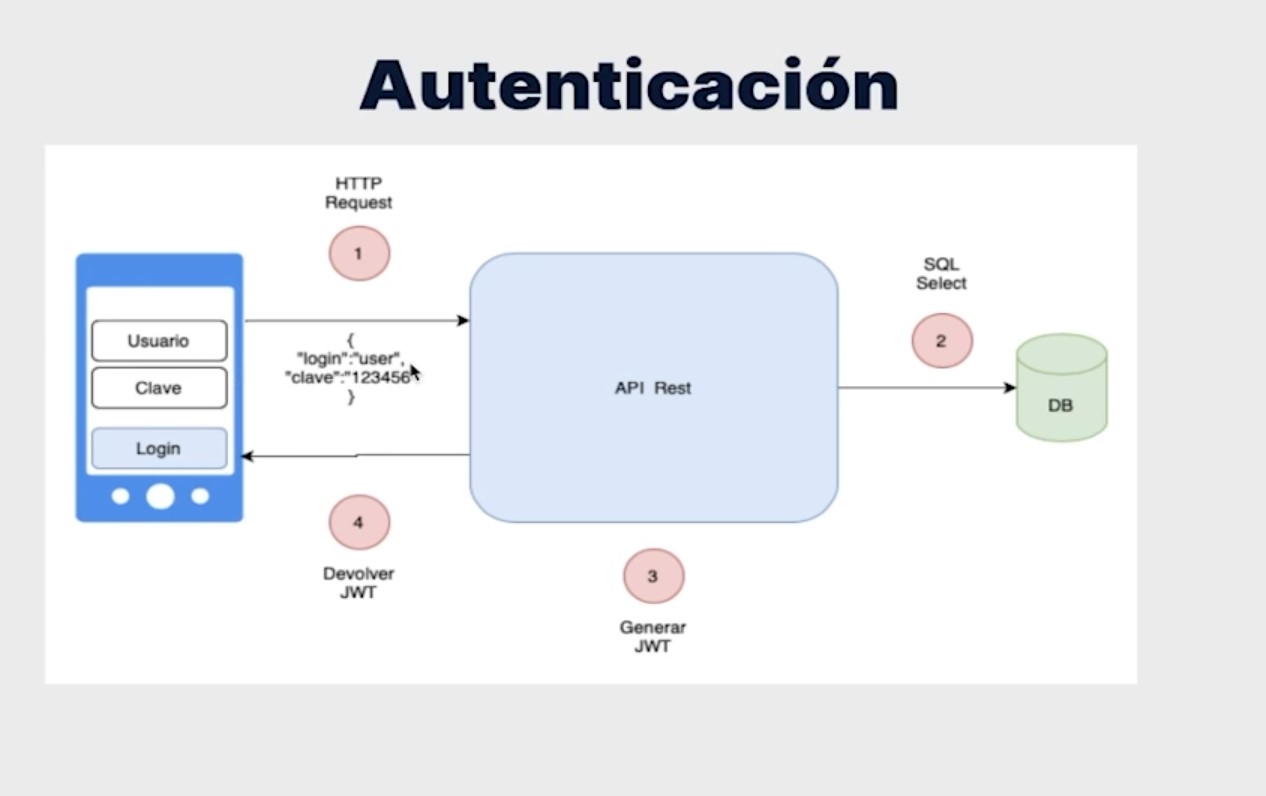 Autenticación
HTTP
Request
1
Usuario
Clave
Login
{
"login":"user",
"clave":"123456"
}
API Rest
SQL
Select
2
DB
4
Devolver
JWT
3
Generar
JWT